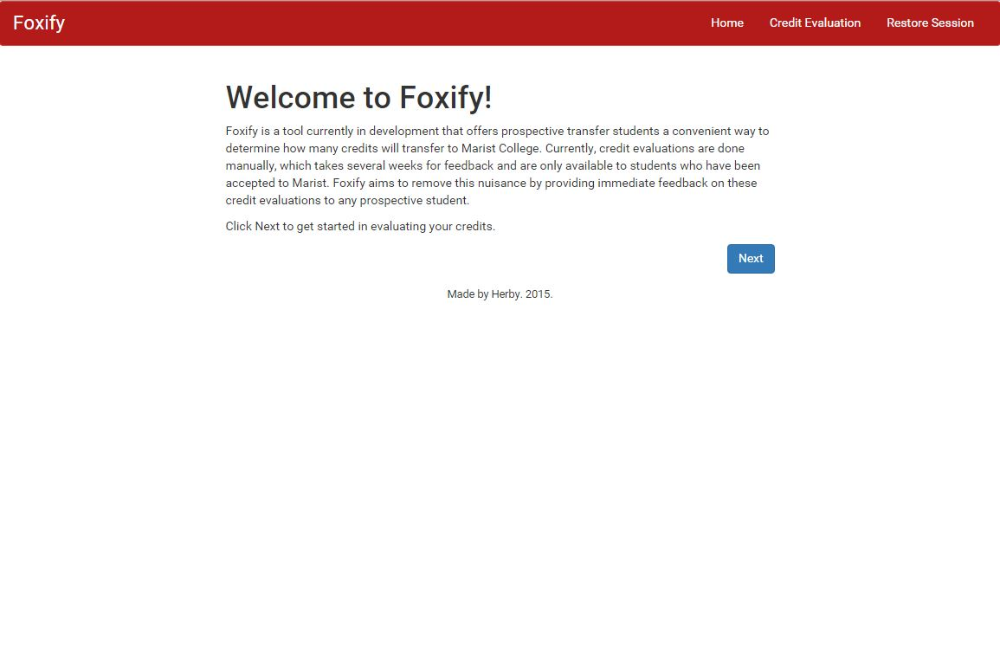 Foxify
Home
Credit Evaluation
Restore Session
Welcome to Foxify!
Foxify is a tool currently in development that offers prospective transfer students a convenient way to
determine how many credits will transfer to Marist College. Currently, credit evaluations are done
manually, which takes several weeks for feedback and are only available to students who have been
accepted to Marist. Foxify aims to remove this nuisance by providing immediate feedback on these
credit evaluations to any prospective student.
Click Next to get started in evaluating your credits.
Next
Made by Herby. 2015.